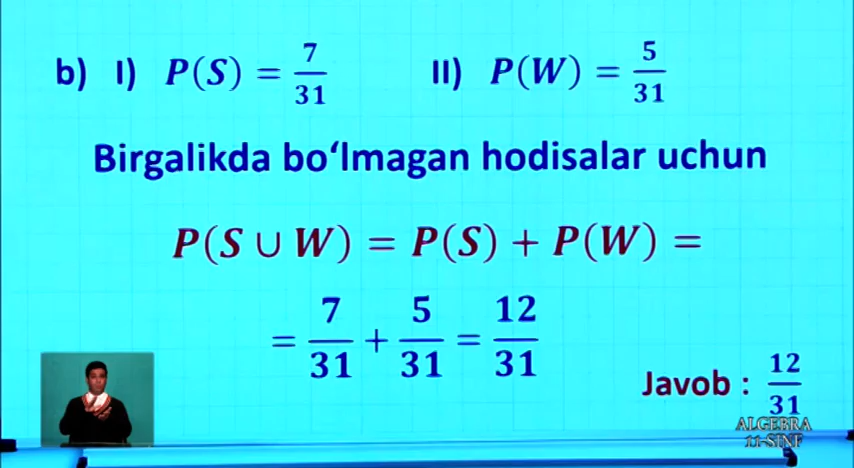 b) I) P(S) = 7/31 II) P(W) = 5/31
Birgalikda bo‘lmagan hodisalar uchun
P(S ∪ W) = P(S) + P(W) =
= 7/31 + 5/31 = 12/31
Javob : 12/31
ALGEBRA
11-SINF